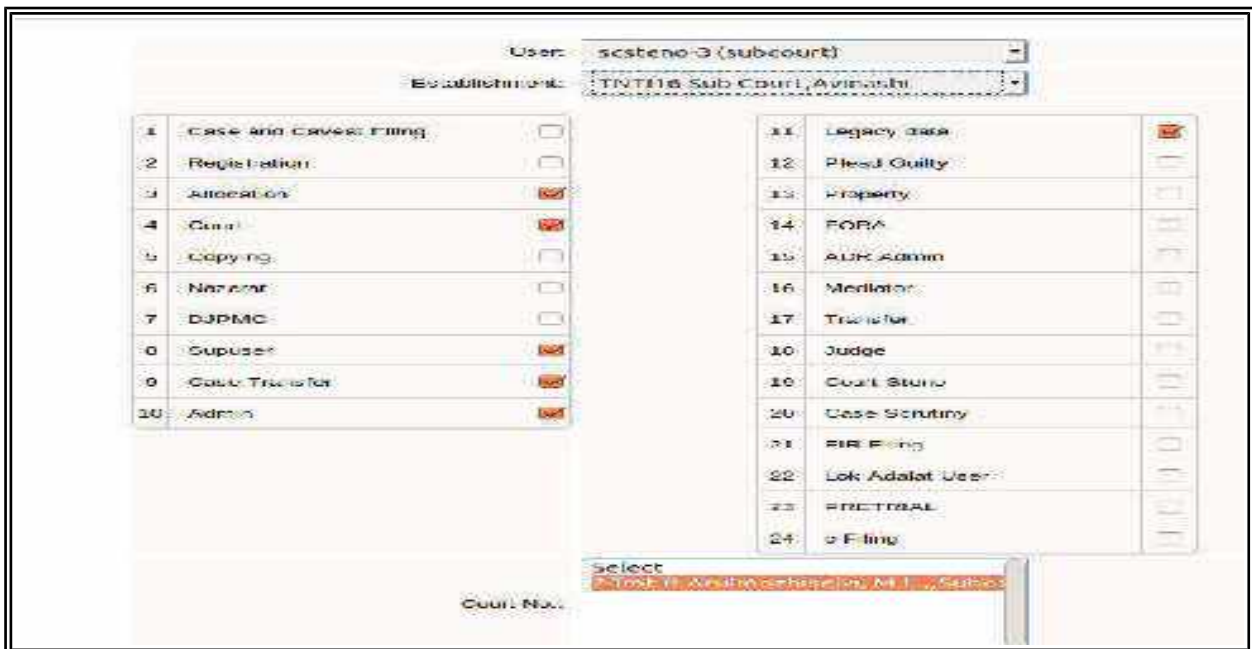 User: scsteno-3 (subcourt)
Establishment: Sub Court, Avinashi
1 Case and Caveat Filing
2 Registration
3 Allocation
4 Court
5 Copying
6 Nazarat
7 DJPMC
8 Supuser
9 Case Transfer
10 Admin
11 Legacy data
12 Plead Guilty
13 Property
14
15 ADR Admin
16 Mediator
17 Transfer
18 Judge
19 Court Steno
20 Case Scrutiny
21 FIR Filing
22 Lok Adalat User
23 PRETRIAL
24 e Filing
Select
Court No.: